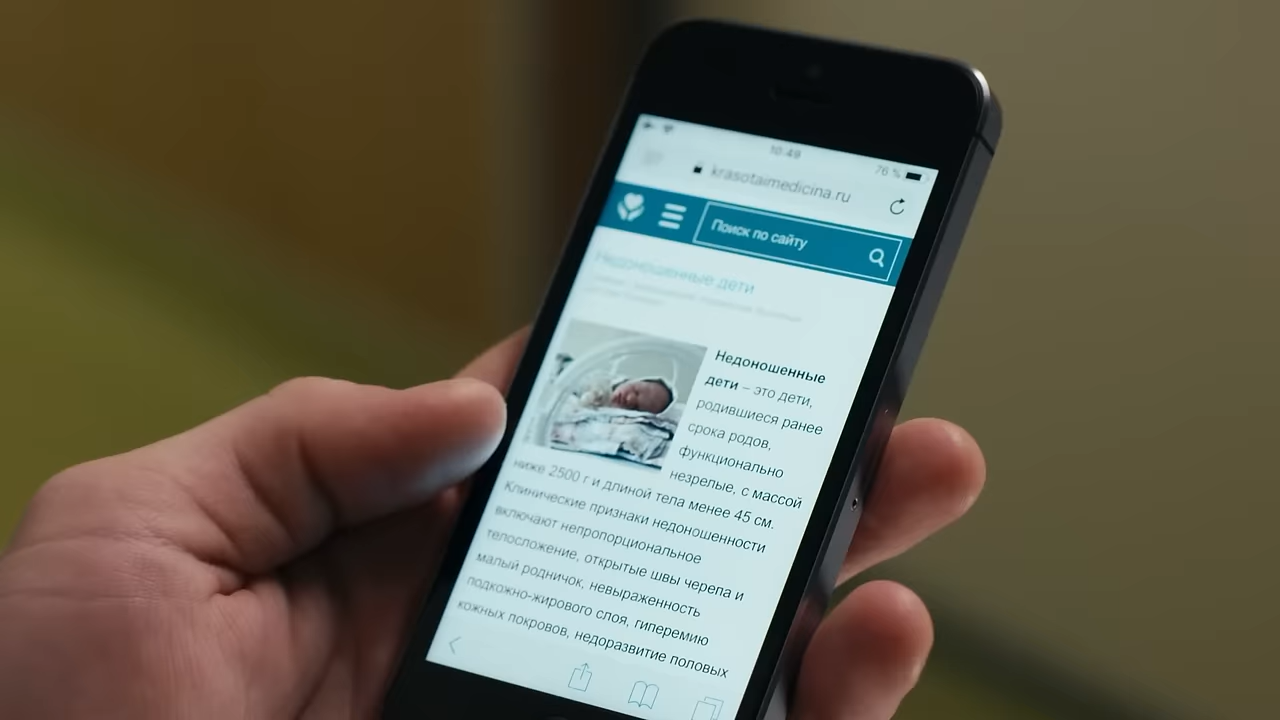 10:49
76 %
krasotaimedicina.ru
Поиск по сайту
Недоношенные дети
Недоношенные
дети – это дети,
родившиеся ранее
срока родов,
функционально
незрелые, с массой
ниже 2500 г и длиной тела менее 45 см.
Клинические признаки недоношенности
включают непропорциональное
телосложение, открытые швы черепа и
малый родничок, невыраженность
подкожно-жирового слоя, гиперемию
кожных покровов, недоразвитие половых